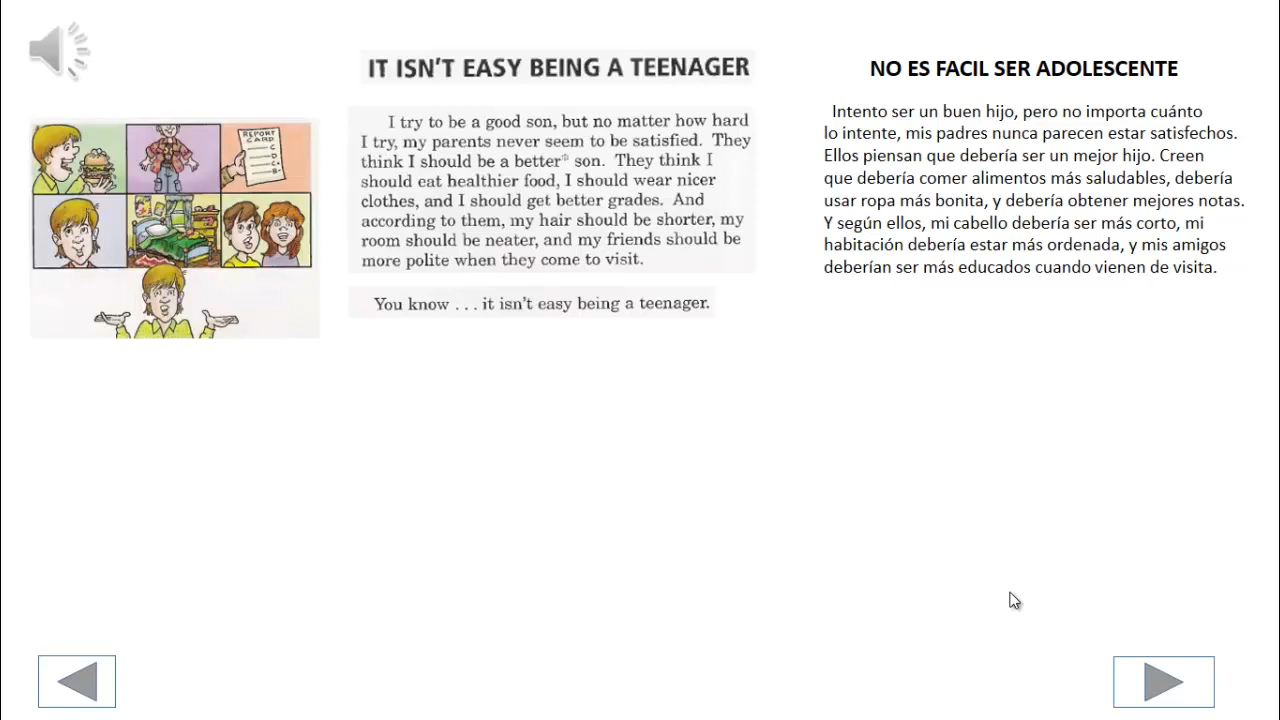 IT ISN'T EASY BEING A TEENAGER
I try to be a good son, but no matter how hard
I try, my parents never seem to be satisfied. They
think I should be a better* son. They think I
should eat healthier food, I should wear nicer
clothes, and I should get better grades. And
according to them, my hair should be shorter, my
room should be neater, and my friends should be
more polite when they come to visit.
You know . . . it isn't easy being a teenager.
NO ES FACIL SER ADOLESCENTE
Intento ser un buen hijo, pero no importa cuánto
lo intente, mis padres nunca parecen estar satisfechos.
Ellos piensan que debería ser un mejor hijo. Creen
que debería comer alimentos más saludables, debería
usar ropa más bonita, y debería obtener mejores notas.
Y según ellos, mi cabello debería ser más corto, mi
habitación debería estar más ordenada, y mis amigos
deberían ser más educados cuando vienen de visita.
REPORT
CARD
C
D